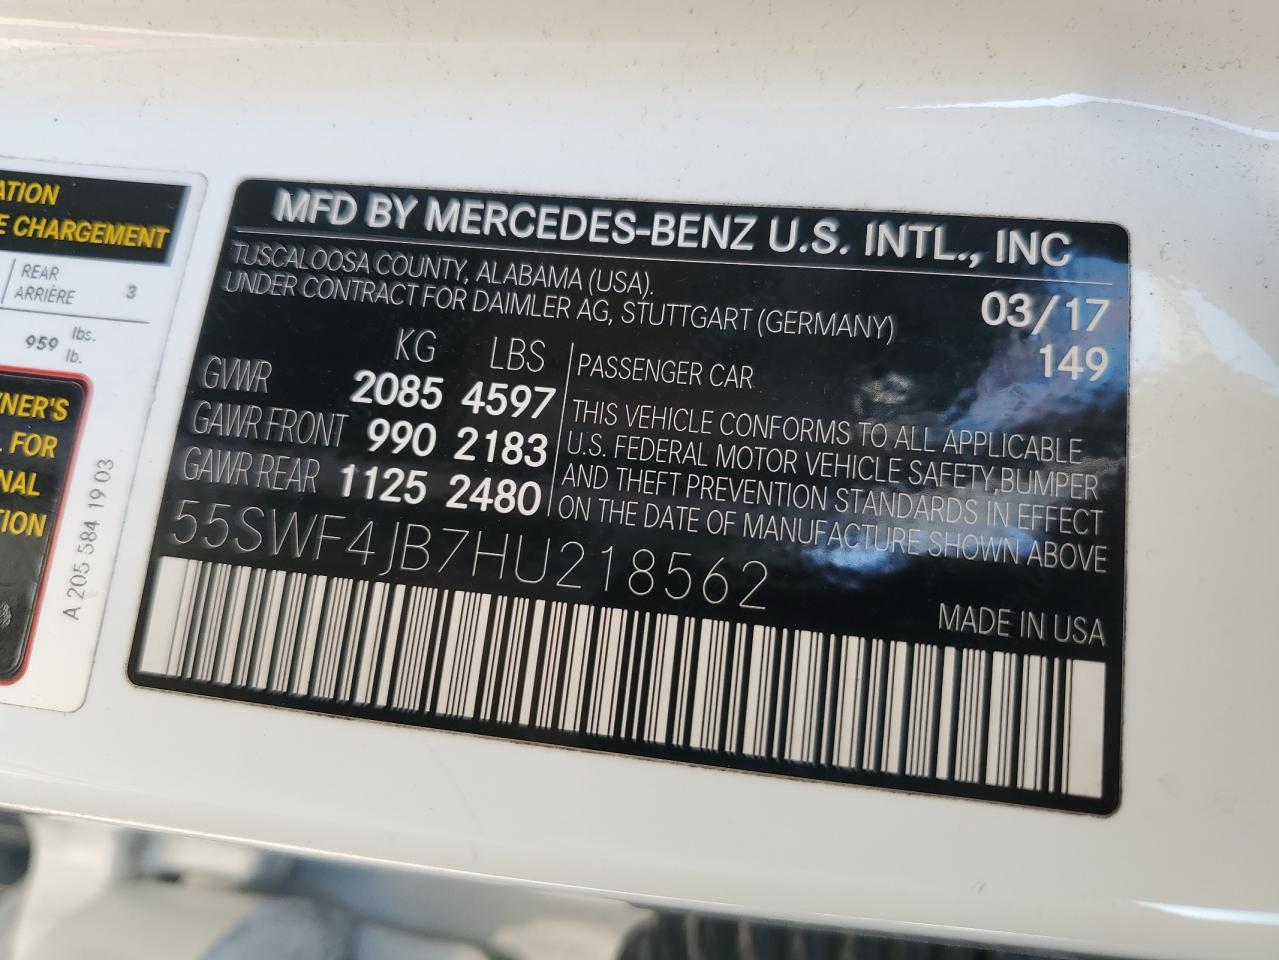 ATION
E CHARGEMENT
REAR
ARRIÈRE 3
959 lbs.
lb.
NER'S
FOR
NAL
TION
A 205 584 19 03
MFD BY MERCEDES-BENZ U.S. INTL., INC
TUSCALOOSA COUNTY, ALABAMA (USA).
UNDER CONTRACT FOR DAIMLER AG, STUTTGART (GERMANY)
03/17
149
KG LBS
GVWR 2085 4597
GAWR FRONT 990 2183
GAWR REAR 1125 2480
PASSENGER CAR
THIS VEHICLE CONFORMS TO ALL APPLICABLE
U.S. FEDERAL MOTOR VEHICLE SAFETY,BUMPER
AND THEFT PREVENTION STANDARDS IN EFFECT
ON THE DATE OF MANUFACTURE SHOWN ABOVE
55SWF4JB7HU218562
MADE IN USA